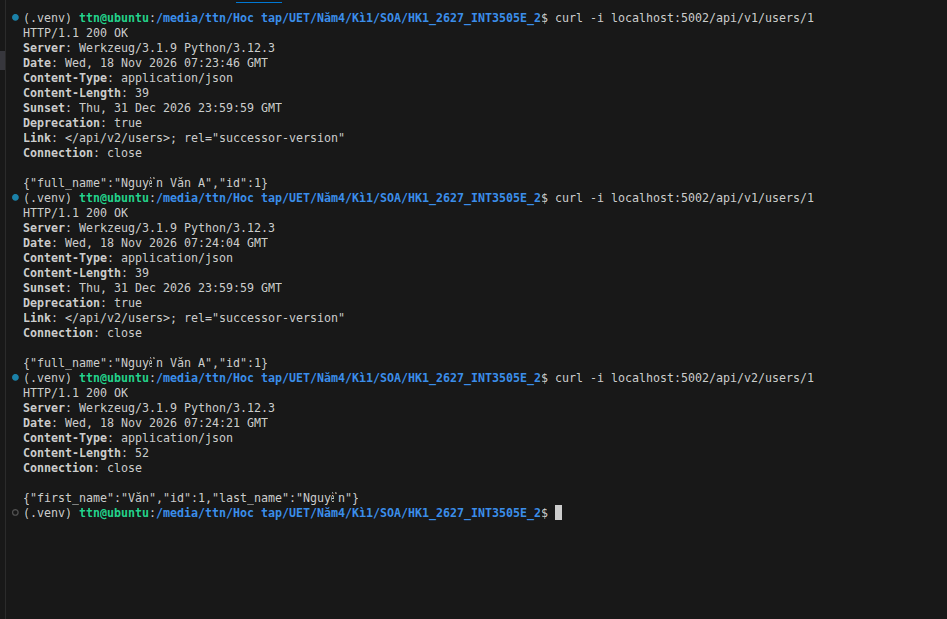 (.venv) ttn@ubuntu:/media/ttn/Hoc tap/UET/Năm4/Kì1/SOA/HK1_2627_INT3505E_2$ curl -i localhost:5002/api/v1/users/1
HTTP/1.1 200 OK
Server: Werkzeug/3.1.9 Python/3.12.3
Date: Wed, 18 Nov 2026 07:23:46 GMT
Content-Type: application/json
Content-Length: 39
Sunset: Thu, 31 Dec 2026 23:59:59 GMT
Deprecation: true
Link: </api/v2/users>; rel="successor-version"
Connection: close
{"full_name":"Nguyễn Văn A","id":1}
(.venv) ttn@ubuntu:/media/ttn/Hoc tap/UET/Năm4/Kì1/SOA/HK1_2627_INT3505E_2$ curl -i localhost:5002/api/v1/users/1
HTTP/1.1 200 OK
Server: Werkzeug/3.1.9 Python/3.12.3
Date: Wed, 18 Nov 2026 07:24:04 GMT
Content-Type: application/json
Content-Length: 39
Sunset: Thu, 31 Dec 2026 23:59:59 GMT
Deprecation: true
Link: </api/v2/users>; rel="successor-version"
Connection: close
{"full_name":"Nguyễn Văn A","id":1}
(.venv) ttn@ubuntu:/media/ttn/Hoc tap/UET/Năm4/Kì1/SOA/HK1_2627_INT3505E_2$ curl -i localhost:5002/api/v2/users/1
HTTP/1.1 200 OK
Server: Werkzeug/3.1.9 Python/3.12.3
Date: Wed, 18 Nov 2026 07:24:21 GMT
Content-Type: application/json
Content-Length: 52
Connection: close
{"first_name":"Văn","id":1,"last_name":"Nguyễn"}
(.venv) ttn@ubuntu:/media/ttn/Hoc tap/UET/Năm4/Kì1/SOA/HK1_2627_INT3505E_2$